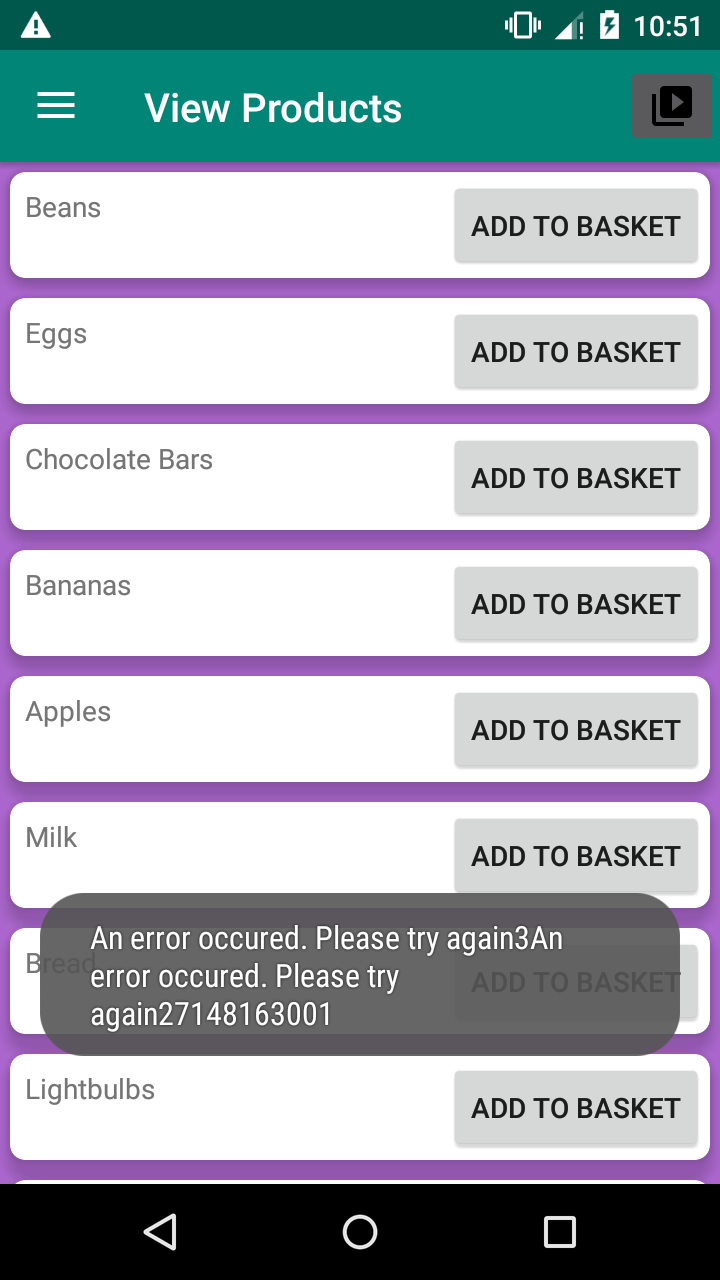 10:51
View Products
Beans
ADD TO BASKET
Eggs
ADD TO BASKET
Chocolate Bars
ADD TO BASKET
Bananas
ADD TO BASKET
Apples
ADD TO BASKET
Milk
ADD TO BASKET
An error occured. Please try again3An
error occured. Please try
again27148163001
Bread
ADD TO BASKET
Lightbulbs
ADD TO BASKET